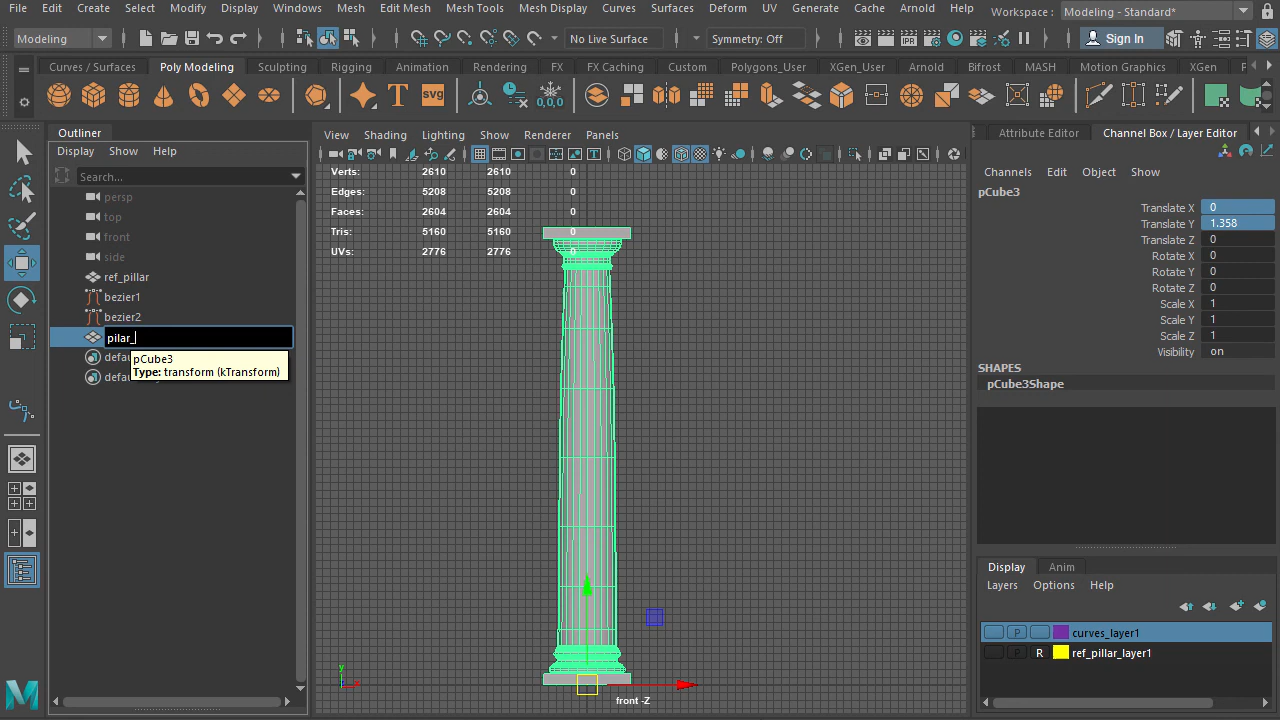 File Edit Create Select Modify Display Windows Mesh Edit Mesh Mesh Tools Mesh Display Curves Surfaces Deform UV Generate Cache Arnold Help Workspace : Modeling - Standard*
Modeling No Live Surface Symmetry: Off IPR Sign In
Curves / Surfaces Poly Modeling Sculpting Rigging Animation Rendering FX FX Caching Custom Polygons_User XGen_User Arnold Bifrost MASH Motion Graphics XGen
T svg 0,0,0
Outliner
Display Show Help
Search...
persp
top
front
side
ref_pillar
bezier1
bezier2
pilar_
pCube3
Type: transform (kTransform)
View Shading Lighting Show Renderer Panels
Verts: 2610 2610 0
Edges: 5208 5208 0
Faces: 2604 2604 0
Tris: 5160 5160 0
UVs: 2776 2776 0
y
front -Z
Attribute Editor Channel Box / Layer Editor
Channels Edit Object Show
pCube3
Translate X 0
Translate Y 1.358
Translate Z 0
Rotate X 0
Rotate Y 0
Rotate Z 0
Scale X 1
Scale Y 1
Scale Z 1
Visibility on
SHAPES
pCube3Shape
Display Anim
Layers Options Help
P curves_layer1
P R ref_pillar_layer1
M